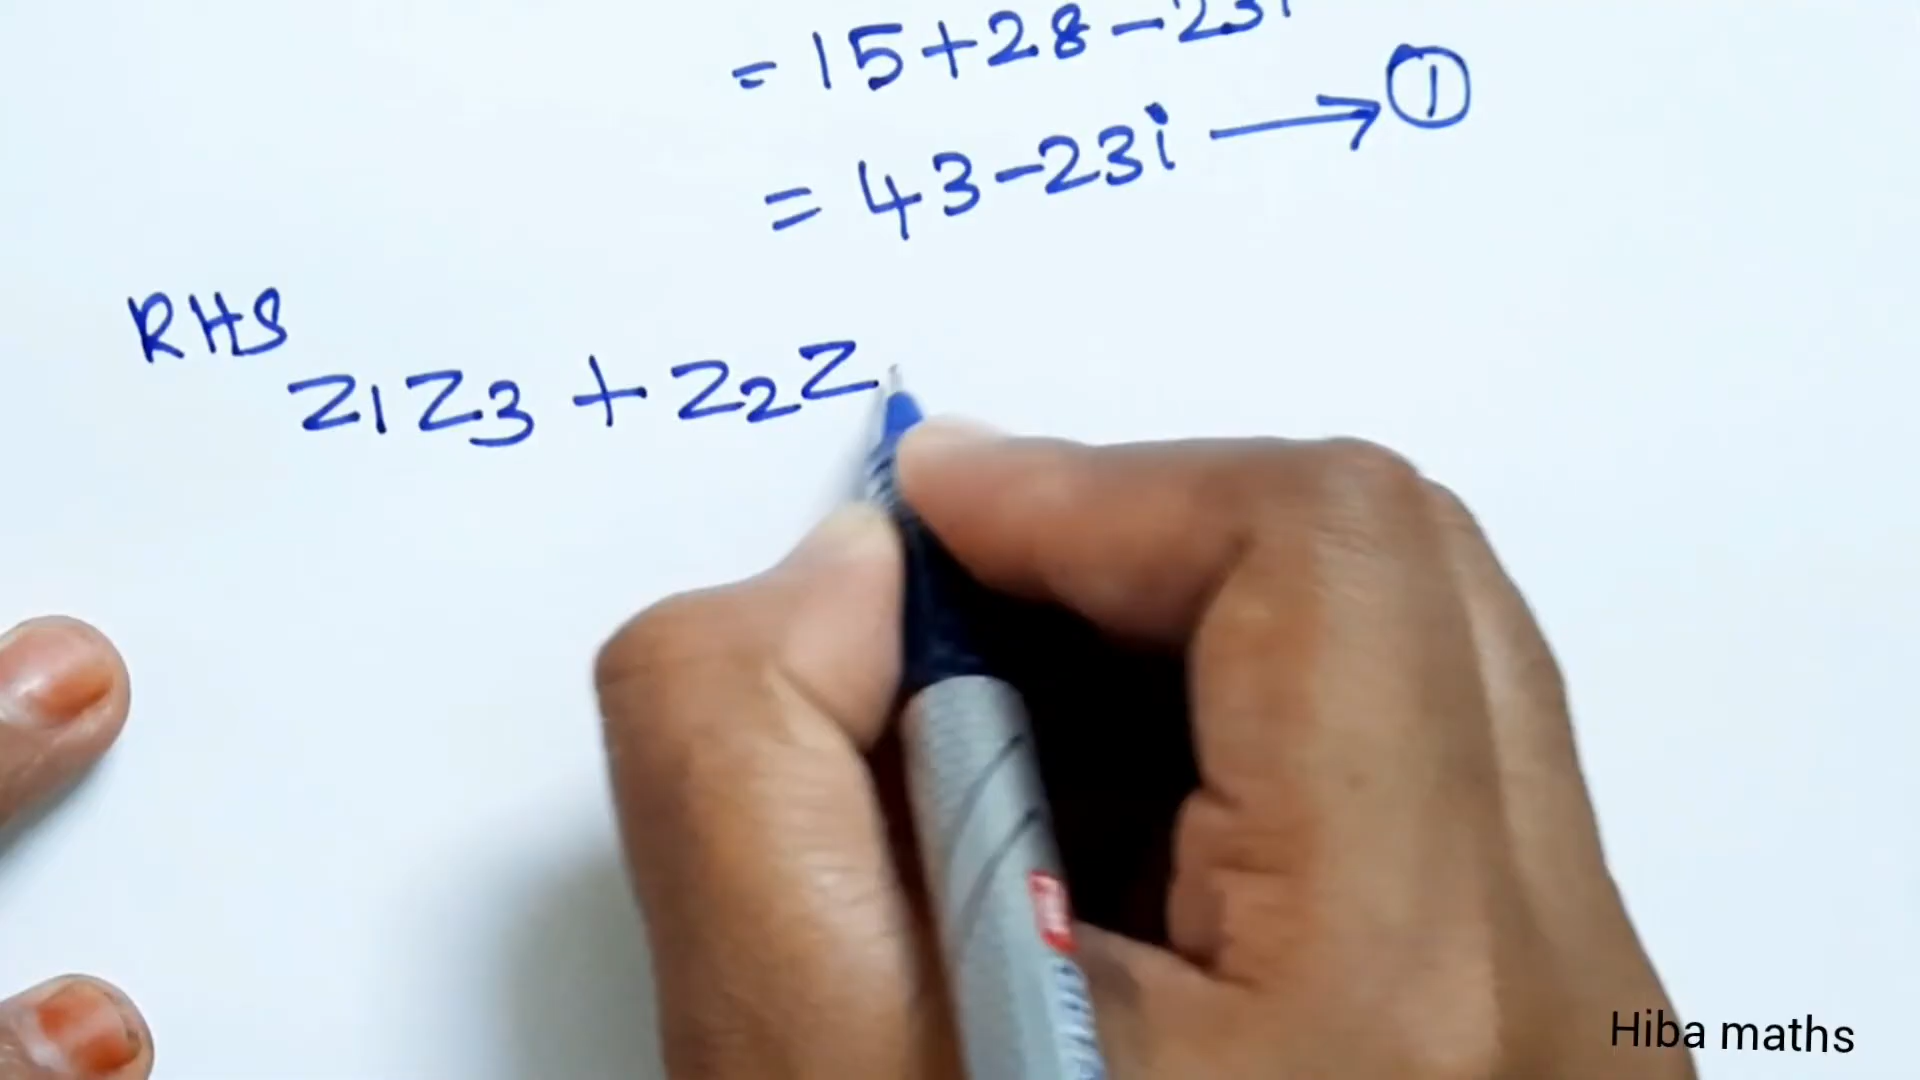 = 15 + 28 - 23i
= 43 - 23i → ①
RHS
Z₁Z₃ + Z₂Z
Hiba maths